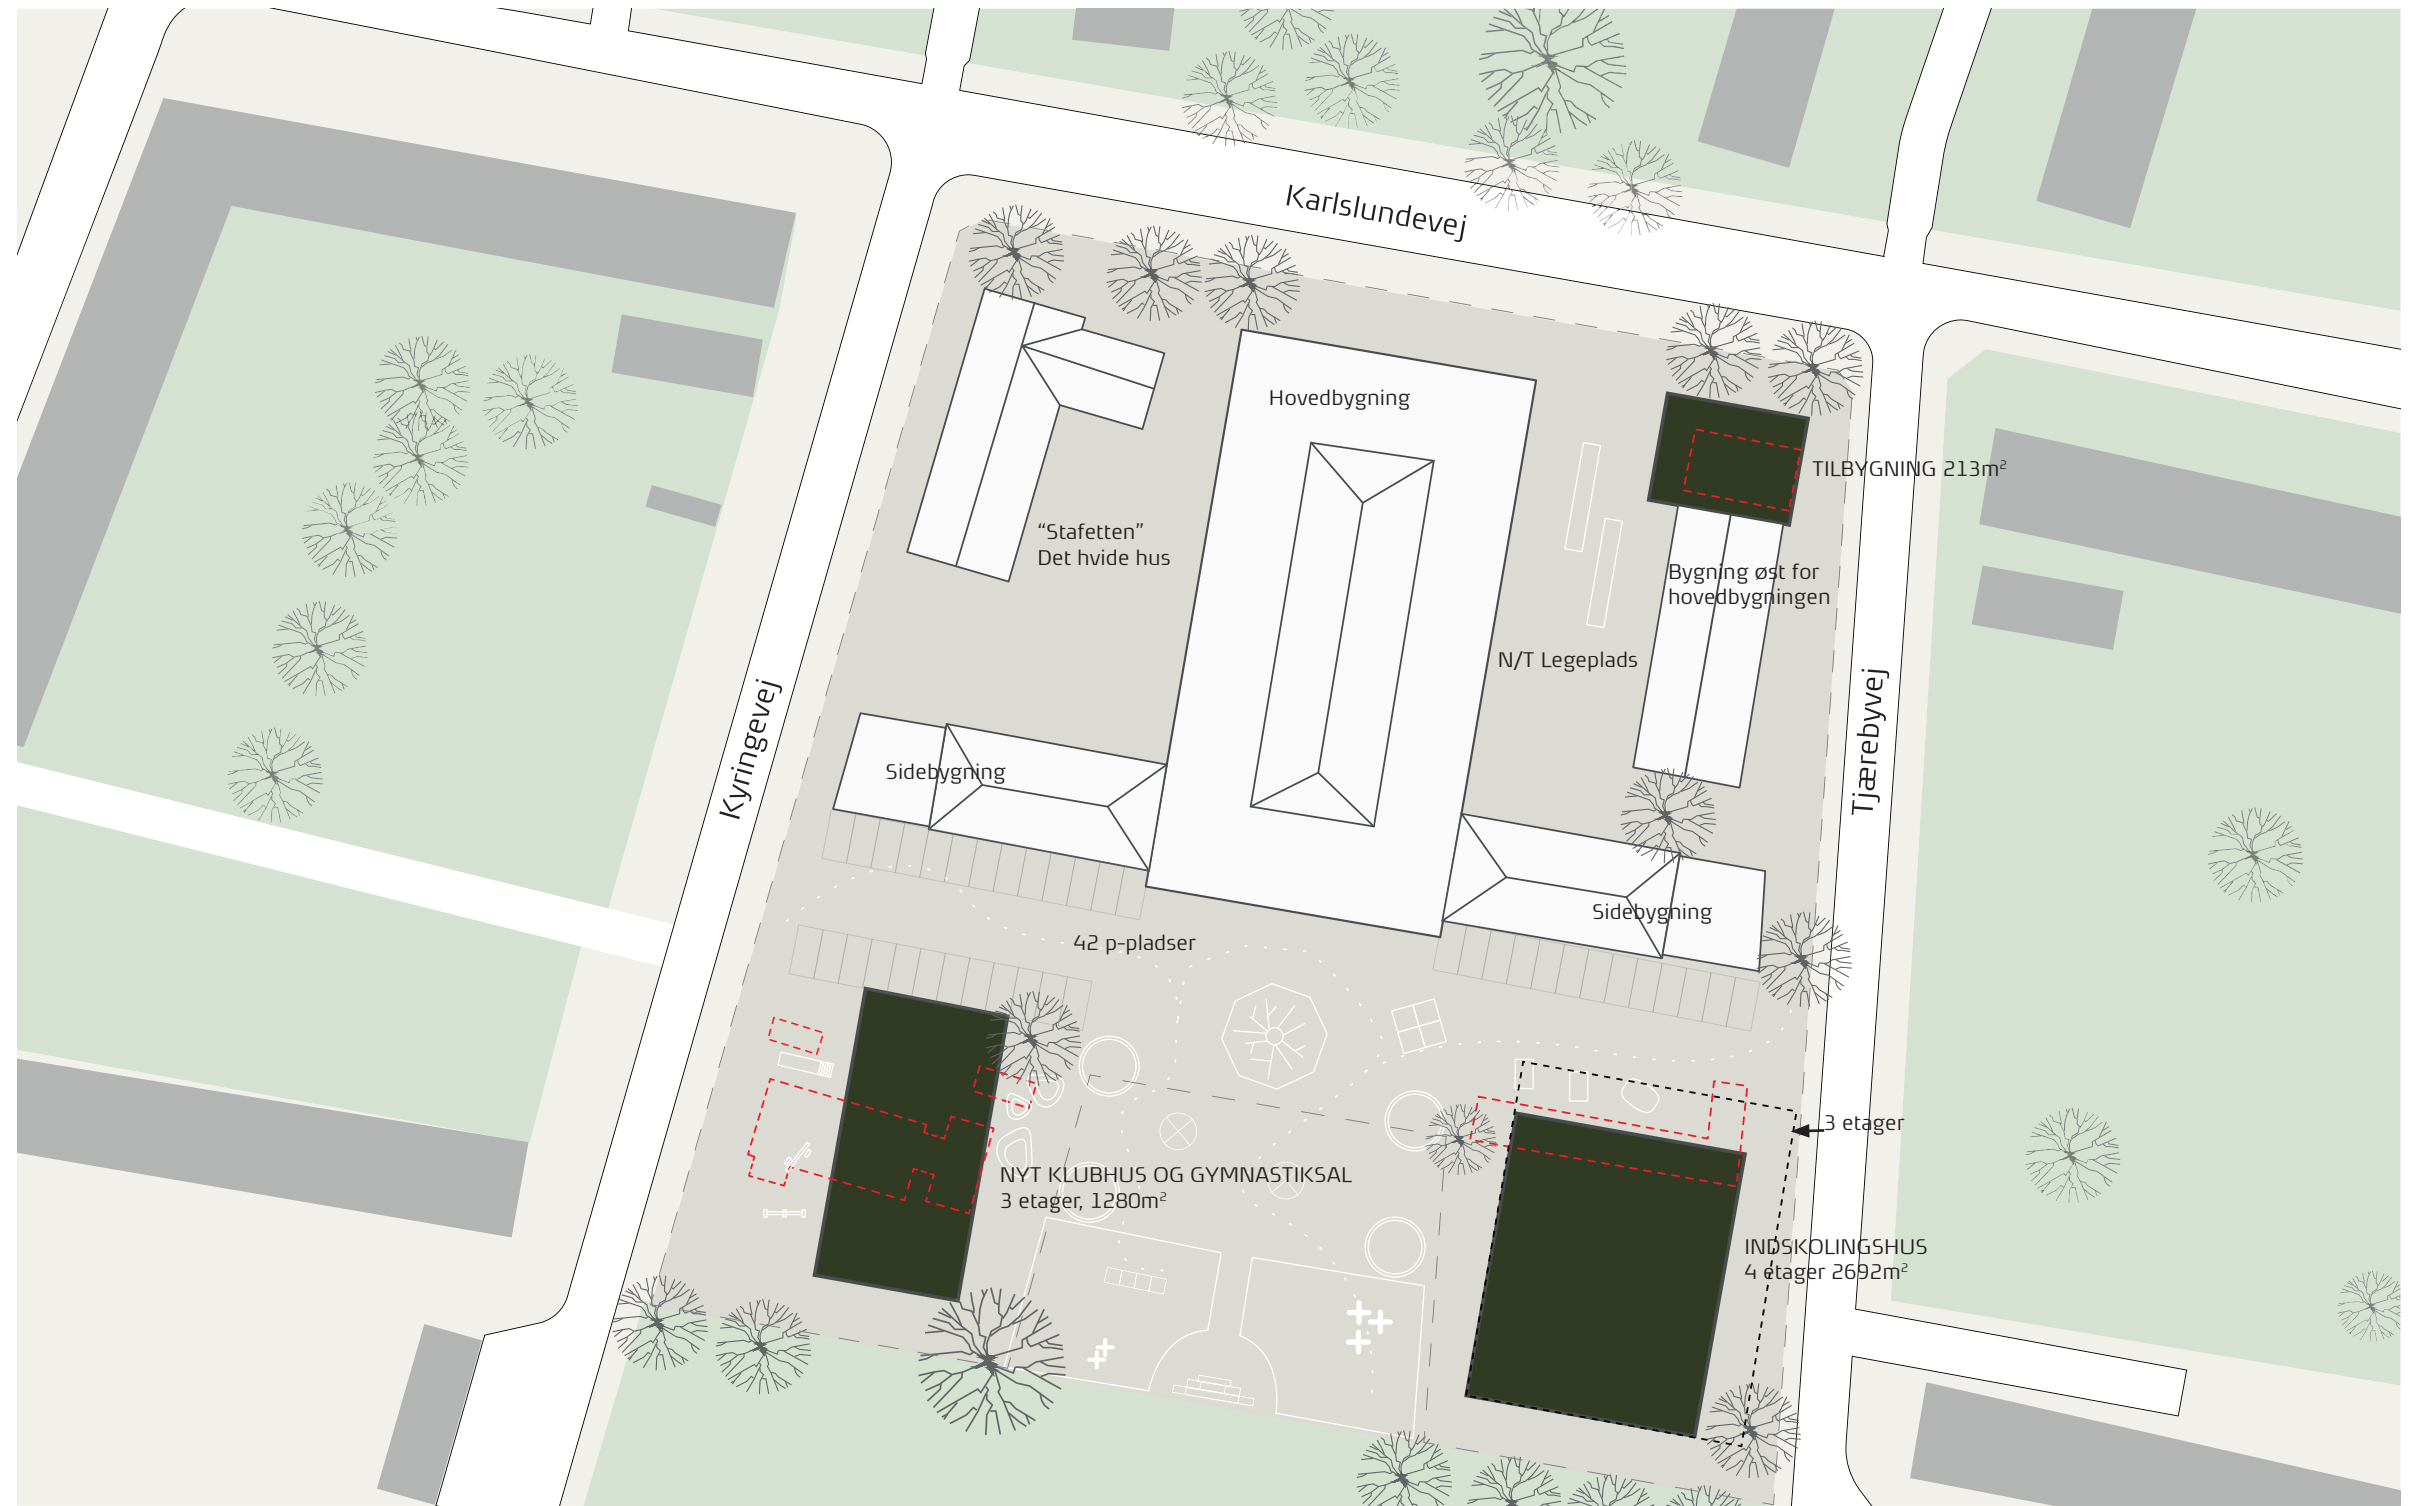 Karlslundevej
Hovedbygning
TILBYGNING 213m²
“Stafetten”
Det hvide hus
Bygning øst for
hovedbygningen
N/T Legeplads
Kyringevej
Tjærebyvej
Sidebygning
Sidebygning
42 p-pladser
3 etager
NYT KLUBHUS OG GYMNASTIKSAL
3 etager, 1280m²
INDSKOLINGSHUS
4 etager 2692m²